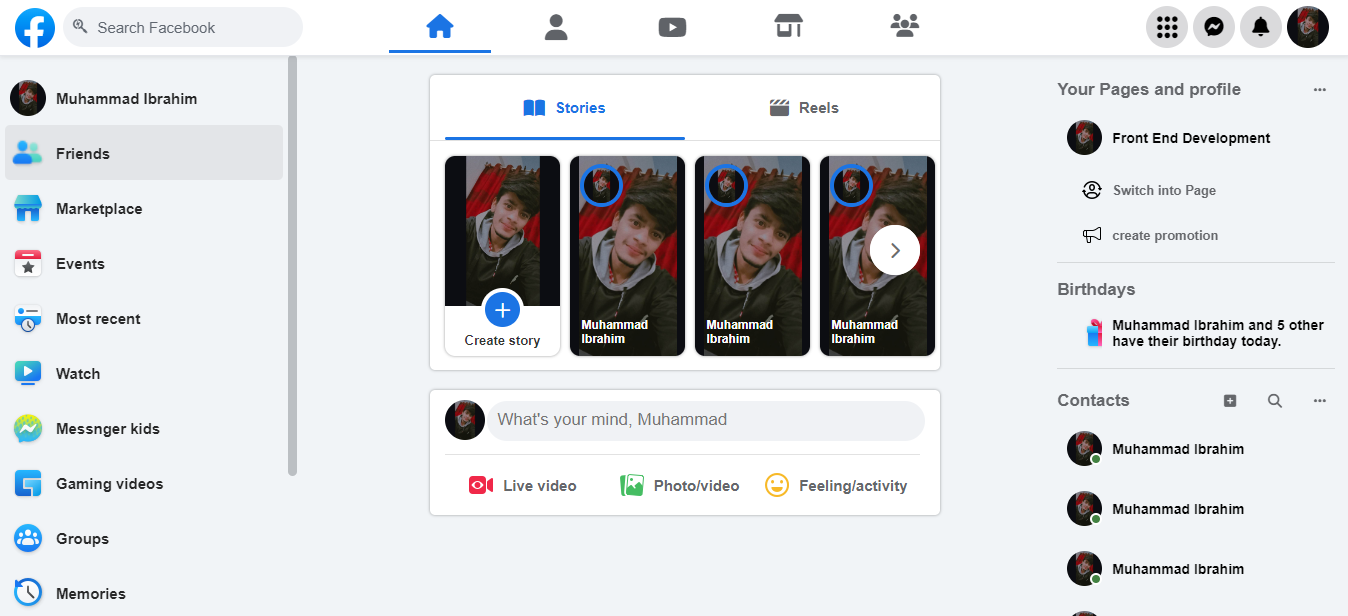 Search Facebook
Muhammad Ibrahim
Friends
Marketplace
Events
Most recent
Watch
Messnger kids
Gaming videos
Groups
Memories
Stories
Reels
Create story
Muhammad
Ibrahim
Muhammad
Ibrahim
Muhammad
Ibrahim
What's your mind, Muhammad
Live video
Photo/video
Feeling/activity
Your Pages and profile
Front End Development
Switch into Page
create promotion
Birthdays
Muhammad Ibrahim and 5 other
have their birthday today.
Contacts
Muhammad Ibrahim
Muhammad Ibrahim
Muhammad Ibrahim